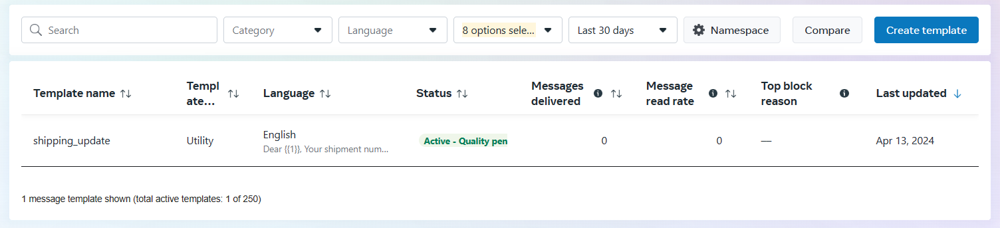 Search
Category
Language
8 options sele...
Last 30 days
Namespace
Compare
Create template
Template name
Templ
ate...
Language
Status
Messages
delivered
Message
read rate
Top block
reason
Last updated
shipping_update
Utility
English
Dear {{1}}, Your shipment num...
Active - Quality pen
0
0
—
Apr 13, 2024
1 message template shown (total active templates: 1 of 250)